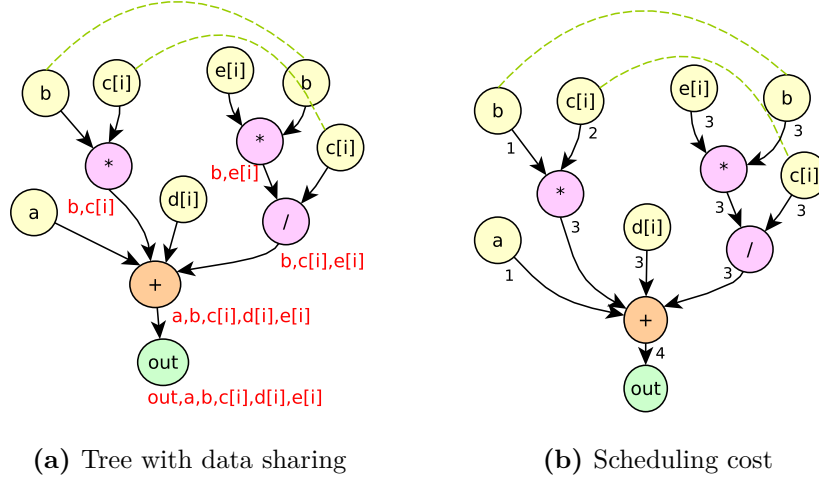 b
c[i]
e[i]
b
*
*
c[i]
b,e[i]
b,c[i]
a
d[i]
/
b,c[i],e[i]
+
a,b,c[i],d[i],e[i]
out
out,a,b,c[i],d[i],e[i]
(a) Tree with data sharing
b
c[i]
e[i]
b
1
2
3
3
*
*
c[i]
3
3
3
a
d[i]
/
1
3
3
+
4
out
(b) Scheduling cost